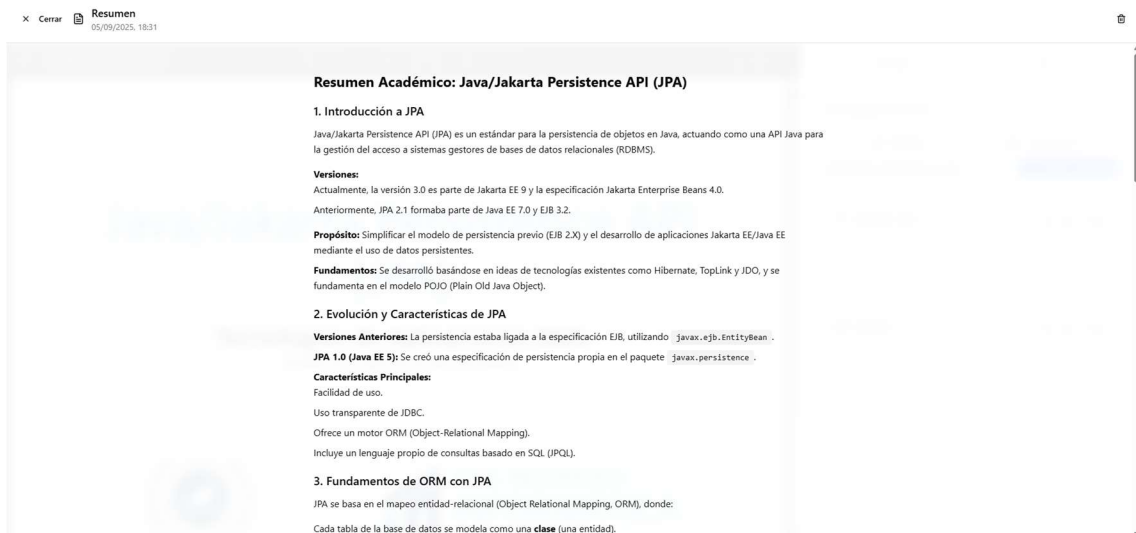 Cerrar
Resumen
05/09/2025, 18:31
Resumen Académico: Java/Jakarta Persistence API (JPA)
1. Introducción a JPA
Java/Jakarta Persistence API (JPA) es un estándar para la persistencia de objetos en Java, actuando como una API Java para
la gestión del acceso a sistemas gestores de bases de datos relacionales (RDBMS).
Versiones:
Actualmente, la versión 3.0 es parte de Jakarta EE 9 y la especificación Jakarta Enterprise Beans 4.0.
Anteriormente, JPA 2.1 formaba parte de Java EE 7.0 y EJB 3.2.
Propósito: Simplificar el modelo de persistencia previo (EJB 2.X) y el desarrollo de aplicaciones Jakarta EE/Java EE
mediante el uso de datos persistentes.
Fundamentos: Se desarrolló basándose en ideas de tecnologías existentes como Hibernate, TopLink y JDO, y se
fundamenta en el modelo POJO (Plain Old Java Object).
2. Evolución y Características de JPA
Versiones Anteriores: La persistencia estaba ligada a la especificación EJB, utilizando javax.ejb.EntityBean .
JPA 1.0 (Java EE 5): Se creó una especificación de persistencia propia en el paquete javax.persistence .
Características Principales:
Facilidad de uso.
Uso transparente de JDBC.
Ofrece un motor ORM (Object-Relational Mapping).
Incluye un lenguaje propio de consultas basado en SQL (JPQL).
3. Fundamentos de ORM con JPA
JPA se basa en el mapeo entidad-relacional (Object Relational Mapping, ORM), donde:
Cada tabla de la base de datos se modela como una clase (una entidad).